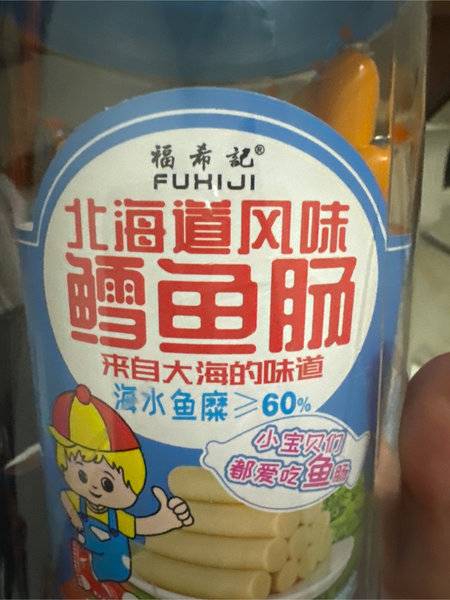 福希記®
FUXIJI
北海道风味
鳕鱼肠
来自大海的味道
海水鱼糜≥60%
小宝贝们
都爱吃鱼肠